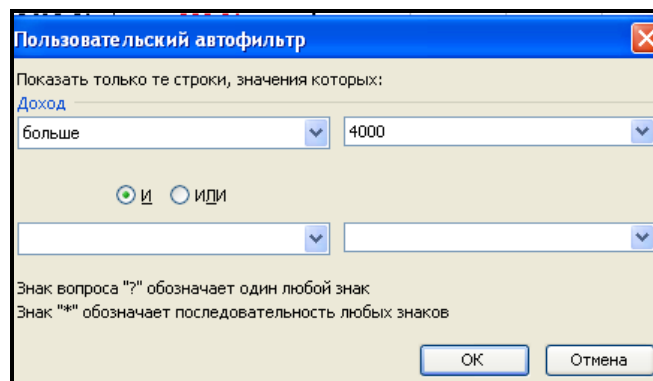 Пользовательский автофильтр
Показать только те строки, значения которых:
Доход
больше 4000
И ИЛИ
Знак вопроса "?" обозначает один любой знак
Знак "*" обозначает последовательность любых знаков
ОК Отмена